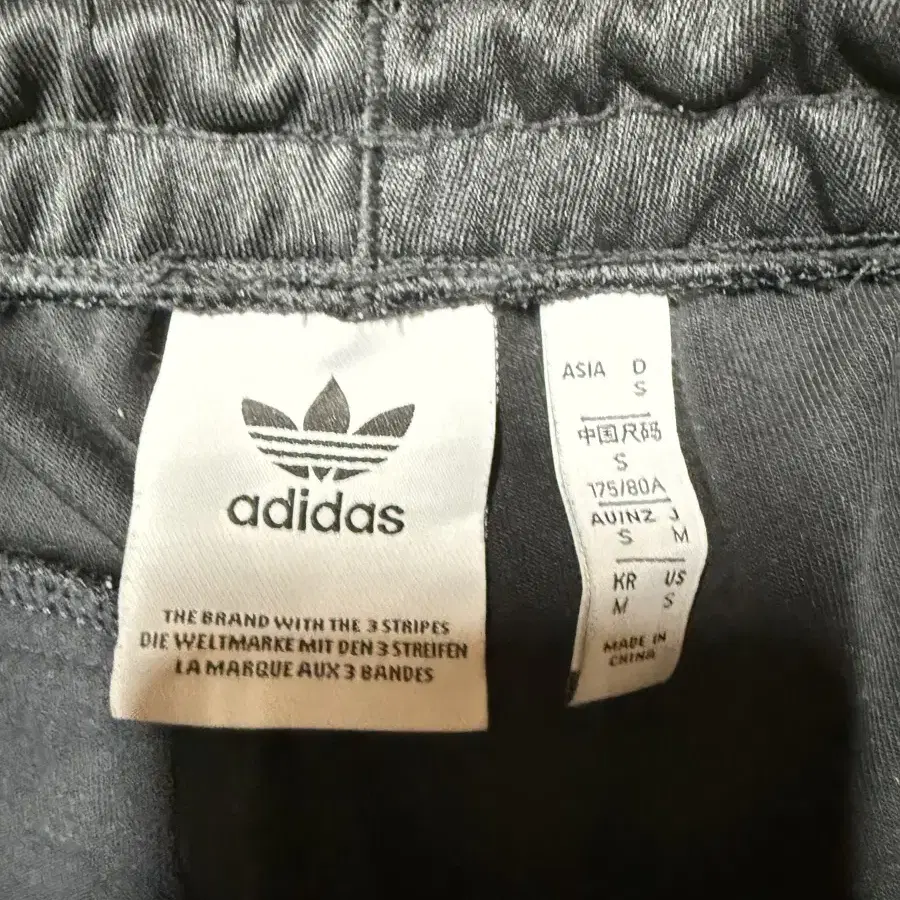 adidas
THE BRAND WITH THE 3 STRIPES
DIE WELTMARKE MIT DEN 3 STREIFEN
LA MARQUE AUX 3 BANDES
ASIA D
S
中国尺码
S
175/80A
AU/NZ J
S M
KR US
M S
MADE IN
CHINA